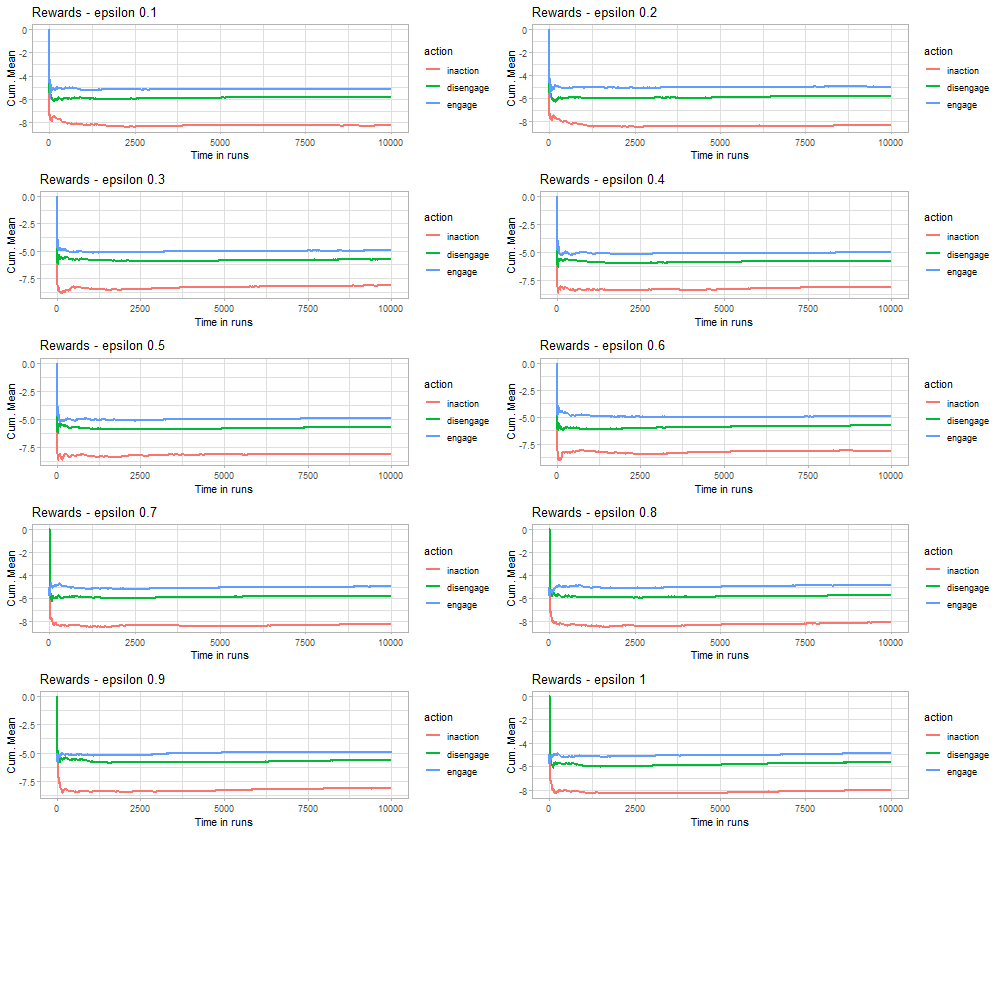 Rewards - epsilon 0.1
Cum. Mean
0
-2
-4
-6
-8
0 2500 5000 7500 10000
Time in runs
action
inaction
disengage
engage
Rewards - epsilon 0.2
Cum. Mean
0
-2
-4
-6
-8
0 2500 5000 7500 10000
Time in runs
action
inaction
disengage
engage
Rewards - epsilon 0.3
Cum. Mean
0.0
-2.5
-5.0
-7.5
0 2500 5000 7500 10000
Time in runs
action
inaction
disengage
engage
Rewards - epsilon 0.4
Cum. Mean
0.0
-2.5
-5.0
-7.5
0 2500 5000 7500 10000
Time in runs
action
inaction
disengage
engage
Rewards - epsilon 0.5
Cum. Mean
0.0
-2.5
-5.0
-7.5
0 2500 5000 7500 10000
Time in runs
action
inaction
disengage
engage
Rewards - epsilon 0.6
Cum. Mean
0.0
-2.5
-5.0
-7.5
0 2500 5000 7500 10000
Time in runs
action
inaction
disengage
engage
Rewards - epsilon 0.7
Cum. Mean
0
-2
-4
-6
-8
0 2500 5000 7500 10000
Time in runs
action
inaction
disengage
engage
Rewards - epsilon 0.8
Cum. Mean
0
-2
-4
-6
-8
0 2500 5000 7500 10000
Time in runs
action
inaction
disengage
engage
Rewards - epsilon 0.9
Cum. Mean
0.0
-2.5
-5.0
-7.5
0 2500 5000 7500 10000
Time in runs
action
inaction
disengage
engage
Rewards - epsilon 1
Cum. Mean
0
-2
-4
-6
-8
0 2500 5000 7500 10000
Time in runs
action
inaction
disengage
engage